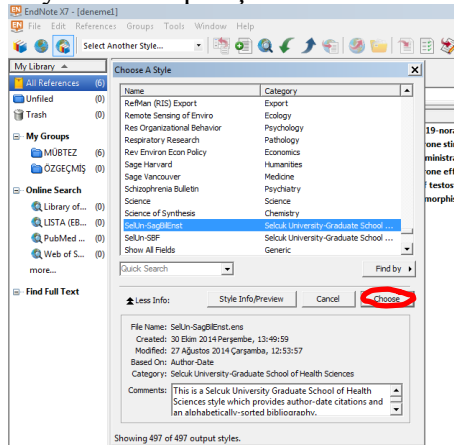 EndNote X7 - [deneme1]
File Edit References Groups Tools Window Help
Select Another Style...
My Library
All References (6)
Unfiled (0)
Trash (0)
My Groups
MÜBTEZ (6)
ÖZGEÇMİŞ (0)
Online Search
Library of... (0)
LISTA (EB... (0)
PubMed ... (0)
Web of S... (0)
more...
Find Full Text
Choose A Style
Name Category
RefMan (RIS) Export Export
Remote Sensing of Enviro Ecology
Res Organizational Behavior Psychology
Respiratory Research Pathology
Rev Environ Econ Policy Economics
Sage Harvard Humanities
Sage Vancouver Medicine
Schizophrenia Buletin Psychiatry
Science Science
Science of Synthesis Chemistry
SelUn-SagBilEnst Selcuk University-Graduate School ...
SelUn-SBF Selcuk University-Graduate School ...
Show All Fields Generic
Quick Search
Find by
Less Info:
Style Info/Preview
Cancel
Choose
File Name: SelUn-SagBilEnst.ens
Created: 30 Ekim 2014 Perşembe, 13:49:59
Modified: 27 Ağustos 2014 Çarşamba, 12:53:57
Based On: Author-Date
Category: Selcuk University-Graduate School of Health Sciences
Comments: This is a Selcuk University Graduate School of Health
Sciences style which provides author-date citations and
an alphabetically-sorted bibliography.
Showing 497 of 497 output styles.
19-nor
one sti
ministra
one eff
testos
morphis